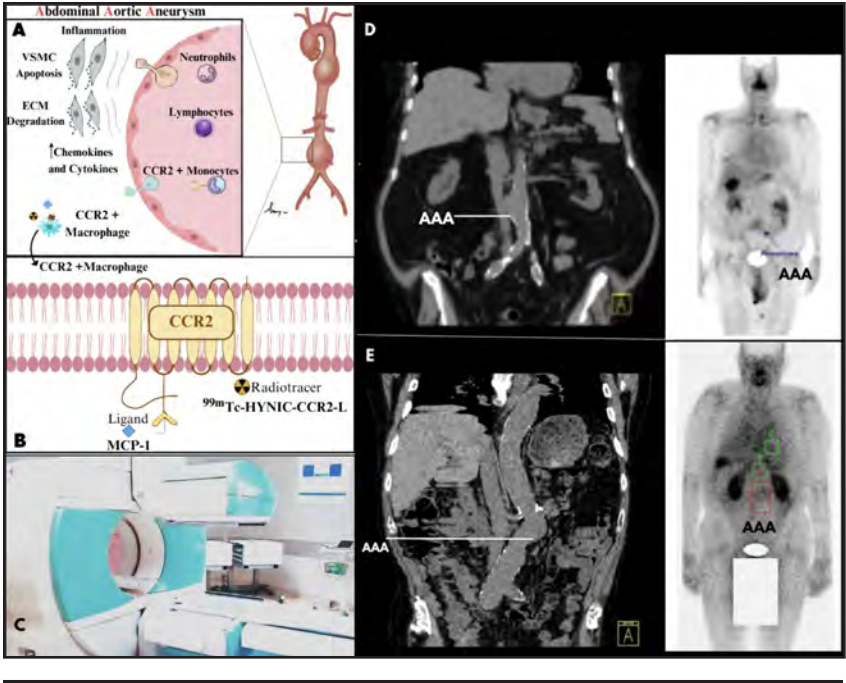 Abdominal Aortic Aneurysm
A
Inflammation
VSMC
Apoptosis
Neutrophils
ECM
Degradation
Lymphocytes
↑Chemokines
and Cytokines
CCR2 + Monocytes
CCR2 +
Macrophage
CCR2 +Macrophage
CCR2
Radiotracer
99mTc-HYNIC-CCR2-L
Ligand
MCP-1
B
C
D
AAA
A
AAA
E
AAA
A
AAA